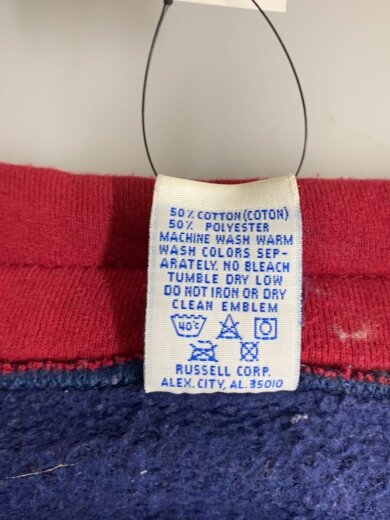 50% COTTON (COTON)
50% POLYESTER
MACHINE WASH WARM
WASH COLORS SEP-
ARATELY. NO BLEACH
TUMBLE DRY LOW
DO NOT IRON OR DRY
CLEAN EMBLEM
40°C
RUSSELL CORP.
ALEX. CITY, AL. 35010